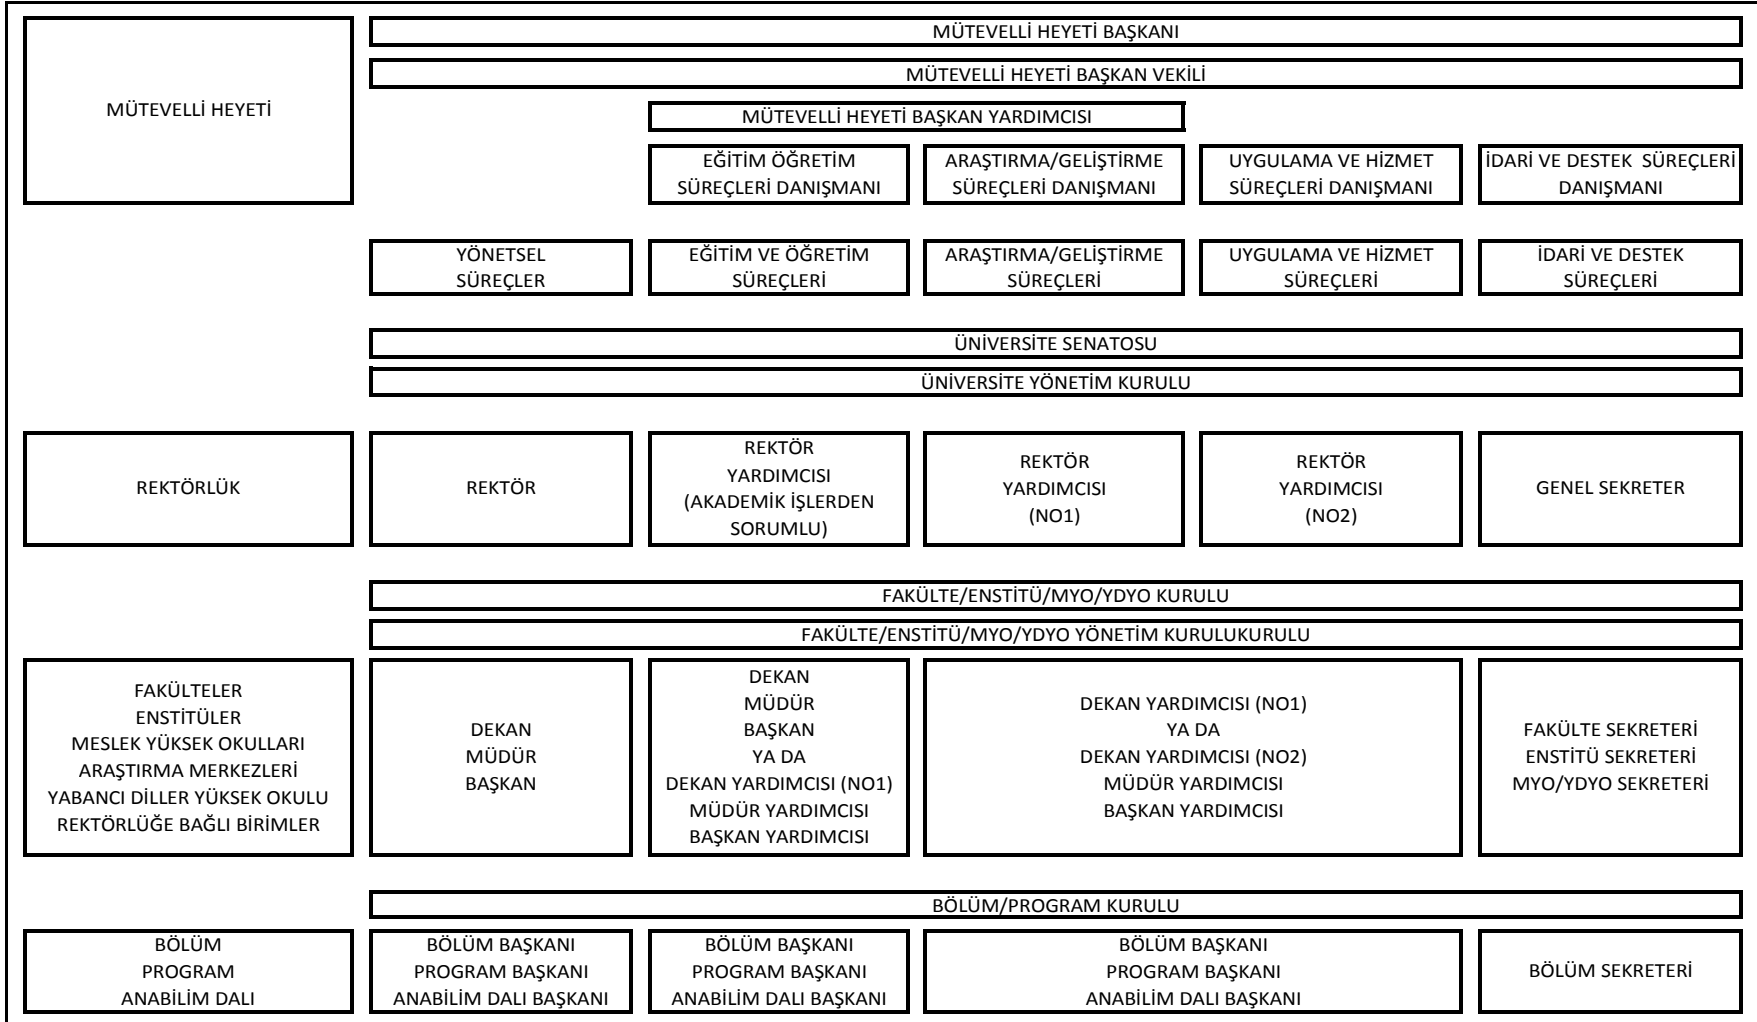 MÜTEVELLİ HEYETİ
MÜTEVELLİ HEYETİ BAŞKANI
MÜTEVELLİ HEYETİ BAŞKAN VEKİLİ
MÜTEVELLİ HEYETİ BAŞKAN YARDIMCISI
EĞİTİM ÖĞRETİM
SÜREÇLERİ DANIŞMANI
ARAŞTIRMA/GELİŞTİRME
SÜREÇLERİ DANIŞMANI
UYGULAMA VE HİZMET
SÜREÇLERİ DANIŞMANI
İDARİ VE DESTEK SÜREÇLERİ
DANIŞMANI
YÖNETSEL
SÜREÇLER
EĞİTİM VE ÖĞRETİM
SÜREÇLERİ
ARAŞTIRMA/GELİŞTİRME
SÜREÇLERİ
UYGULAMA VE HİZMET
SÜREÇLERİ
İDARİ VE DESTEK
SÜREÇLERİ
ÜNİVERSİTE SENATOSU
ÜNİVERSİTE YÖNETİM KURULU
REKTÖRLÜK
REKTÖR
REKTÖR
YARDIMCISI
(AKADEMİK İŞLERDEN
SORUMLU)
REKTÖR
YARDIMCISI
(NO1)
REKTÖR
YARDIMCISI
(NO2)
GENEL SEKRETER
FAKÜLTE/ENSTİTÜ/MYO/YDYO KURULU
FAKÜLTE/ENSTİTÜ/MYO/YDYO YÖNETİM KURULUKURULU
FAKÜLTELER
ENSTİTÜLER
MESLEK YÜKSEK OKULLARI
ARAŞTIRMA MERKEZLERİ
YABANCI DİLLER YÜKSEK OKULU
REKTÖRLÜĞE BAĞLI BİRİMLER
DEKAN
MÜDÜR
BAŞKAN
DEKAN
MÜDÜR
BAŞKAN
YA DA
DEKAN YARDIMCISI (NO1)
MÜDÜR YARDIMCISI
BAŞKAN YARDIMCISI
DEKAN YARDIMCISI (NO1)
YA DA
DEKAN YARDIMCISI (NO2)
MÜDÜR YARDIMCISI
BAŞKAN YARDIMCISI
FAKÜLTE SEKRETERİ
ENSTİTÜ SEKRETERİ
MYO/YDYO SEKRETERİ
BÖLÜM/PROGRAM KURULU
BÖLÜM
PROGRAM
ANABİLİM DALI
BÖLÜM BAŞKANI
PROGRAM BAŞKANI
ANABİLİM DALI BAŞKANI
BÖLÜM BAŞKANI
PROGRAM BAŞKANI
ANABİLİM DALI BAŞKANI
BÖLÜM BAŞKANI
PROGRAM BAŞKANI
ANABİLİM DALI BAŞKANI
BÖLÜM SEKRETERİ